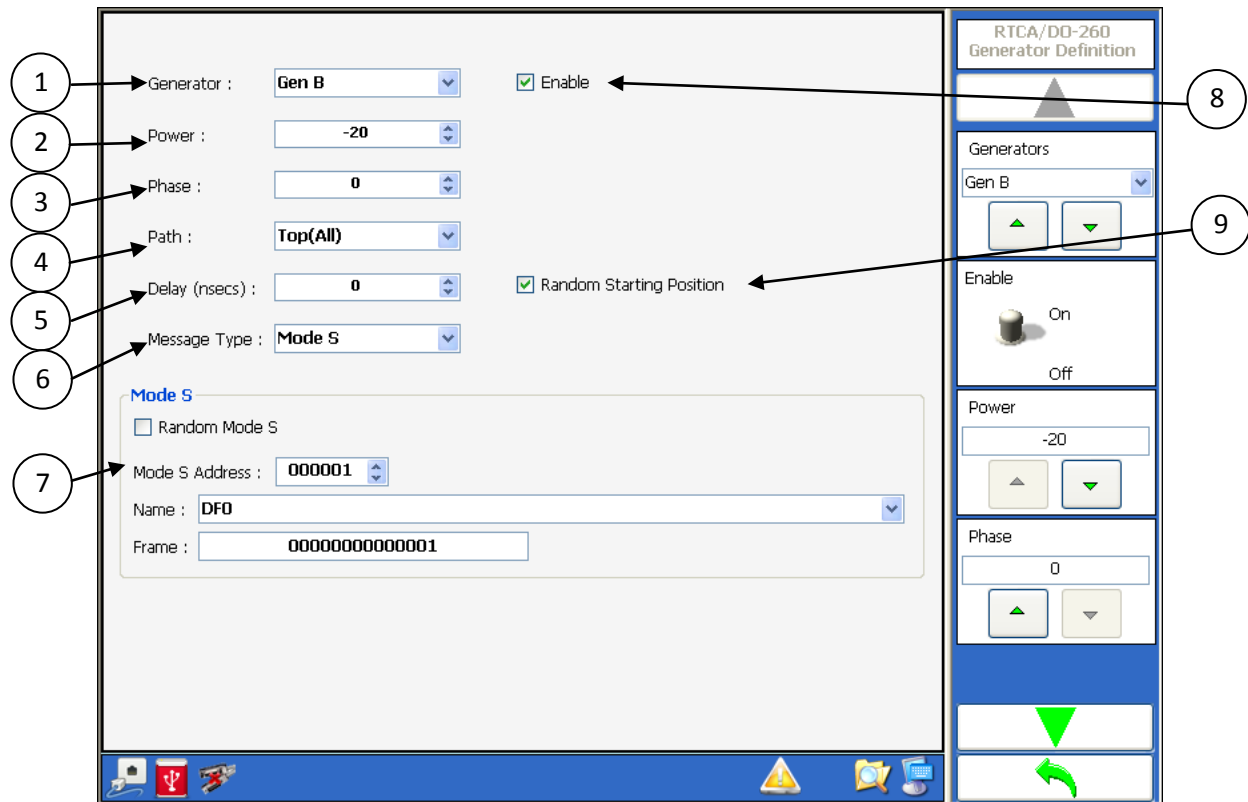 1
Generator :
Gen B
Enable
8
2
Power :
-20
3
Phase :
0
4
Path :
Top(All)
9
5
Delay (nsecs) :
0
Random Starting Position
6
Message Type :
Mode S
Mode S
Random Mode S
7
Mode S Address :
000001
Name :
DF0
Frame :
00000000000001
RTCA/DO-260
Generator Definition
Generators
Gen B
Enable
On
Off
Power
-20
Phase
0